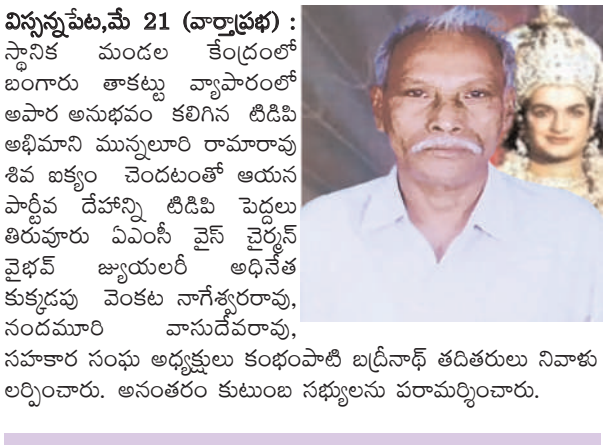 విస్సన్నపేట,మే 21 (వార్తాప్రభ) :
స్థానిక మండల కేంద్రంలో
బంగారు తాకట్టు వ్యాపారంలో
అపార అనుభవం కలిగిన టిడిపి
అభిమాని మున్నలూరి రామారావు
శివ ఐక్యం చెందటంతో ఆయన
పార్థీవ దేహాన్ని టిడిపి పెద్దలు
తిరువూరు ఏఎంసీ వైస్ చైర్మన్
వైభవ్ జ్యుయలరీ అధినేత
కుక్కడపు వెంకట నాగేశ్వరరావు,
నందమూరి వాసుదేవరావు,
సహకార సంఘ అధ్యక్షులు కంభంపాటి బద్రీనాథ్ తదితరులు నివాళు
లర్పించారు. అనంతరం కుటుంబ సభ్యులను పరామర్శించారు.